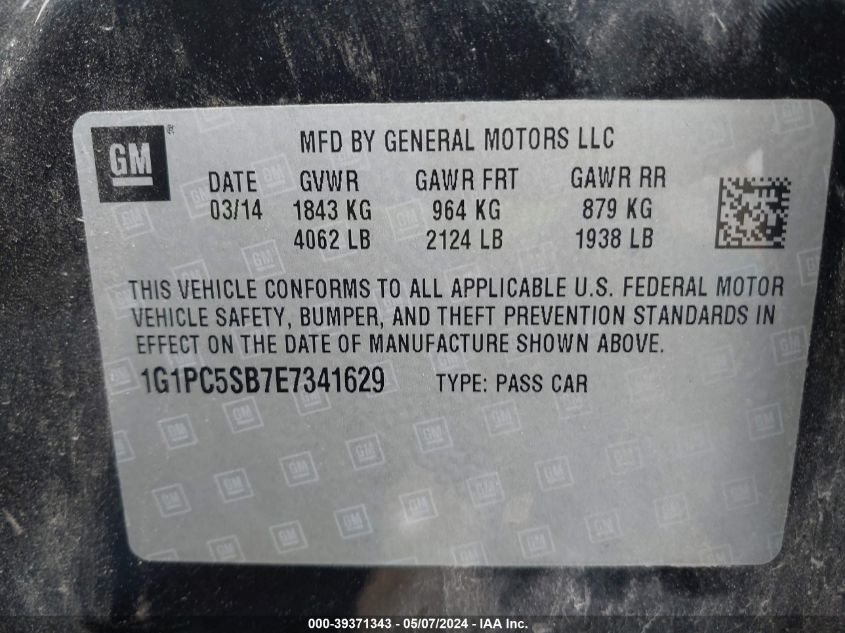 GM ®
MFD BY GENERAL MOTORS LLC
DATE GVWR GAWR FRT GAWR RR
03/14 1843 KG 964 KG 879 KG
4062 LB 2124 LB 1938 LB
THIS VEHICLE CONFORMS TO ALL APPLICABLE U.S. FEDERAL MOTOR
VEHICLE SAFETY, BUMPER, AND THEFT PREVENTION STANDARDS IN
EFFECT ON THE DATE OF MANUFACTURE SHOWN ABOVE.
1G1PC5SB7E7341629 TYPE: PASS CAR
000-39371343 - 05/07/2024 - IAA Inc.